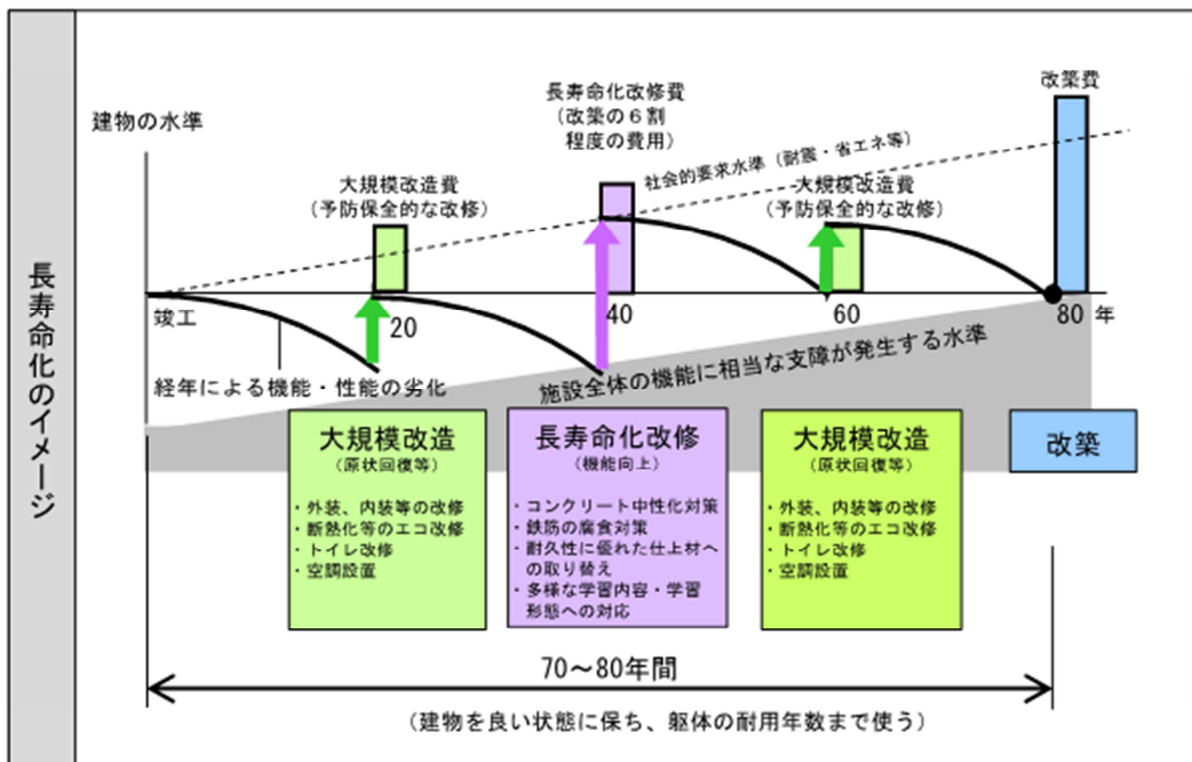 長寿命化のイメージ
建物の水準
長寿命化改修費
(改築の6割
程度の費用)
改築費
社会的要求水準(耐震・省エネ等)
大規模改造費
(予防保全的な改修)
大規模改造費
(予防保全的な改修)
竣工
20
40
60
80 年
経年による機能・性能の劣化
施設全体の機能に相当な支障が発生する水準
大規模改造
(原状回復等)
・外装、内装等の改修
・断熱化等のエコ改修
・トイレ改修
・空調設置
長寿命化改修
(機能向上)
・コンクリート中性化対策
・鉄筋の腐食対策
・耐久性に優れた仕上材へ
の取り替え
・多様な学習内容・学習
形態への対応
大規模改造
(原状回復等)
・外装、内装等の改修
・断熱化等のエコ改修
・トイレ改修
・空調設置
改築
70～80年間
(建物を良い状態に保ち、躯体の耐用年数まで使う)